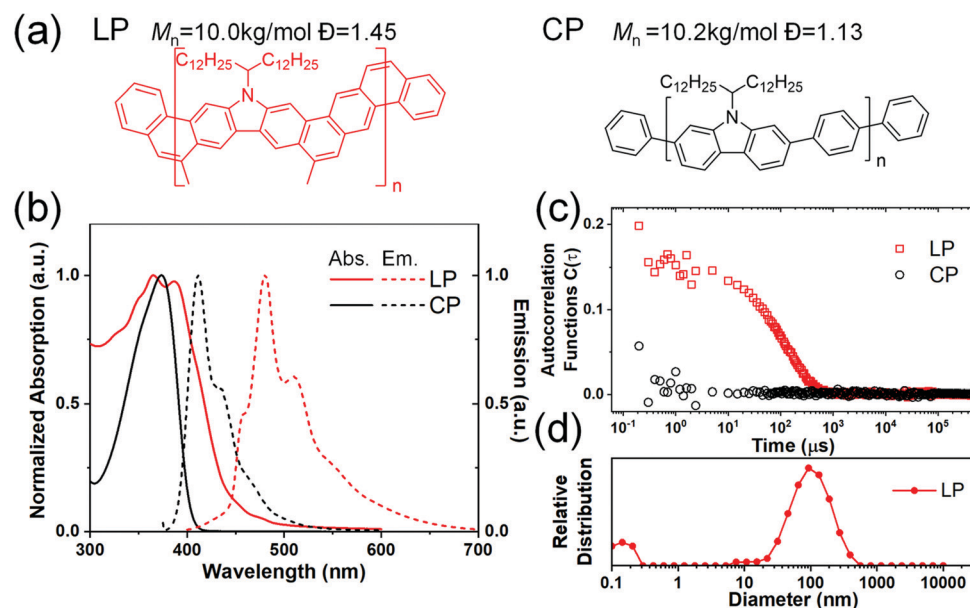 (a) LP Mn=10.0kg/mol Đ=1.45
C12H25 C12H25
N
n
CP Mn=10.2kg/mol Đ=1.13
C12H25 C12H25
N
n
(b)
Normalized Absorption (a.u.)
1.0
0.5
0.0
Abs. Em.
LP
CP
1.0
0.5
0.0
Emission (a.u.)
300 400 500 600 700
Wavelength (nm)
(c)
Autocorrelation
Functions C(τ)
0.2
0.1
0.0
LP
CP
10-1 100 101 102 103 104 105
Time (μs)
(d)
Relative
Distribution
LP
0.1 1 10 100 1000 10000
Diameter (nm)